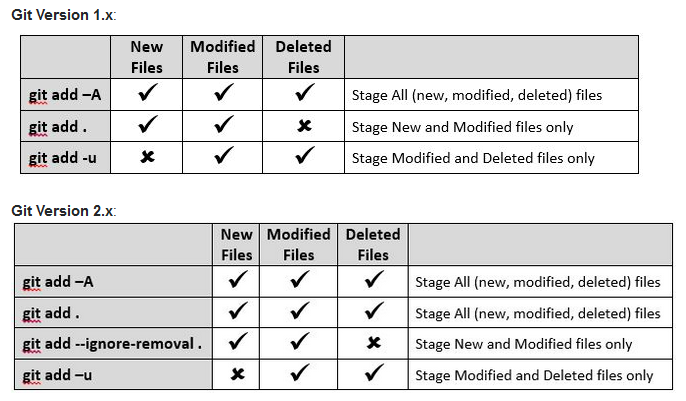 Git Version 1.x:
New Files Modified Files Deleted Files
git add –A ✓ ✓ ✓ Stage All (new, modified, deleted) files
git add . ✓ ✓ ✗ Stage New and Modified files only
git add -u ✗ ✓ ✓ Stage Modified and Deleted files only
Git Version 2.x:
New Files Modified Files Deleted Files
git add –A ✓ ✓ ✓ Stage All (new, modified, deleted) files
git add . ✓ ✓ ✓ Stage All (new, modified, deleted) files
git add --ignore-removal . ✓ ✓ ✗ Stage New and Modified files only
git add –u ✗ ✓ ✓ Stage Modified and Deleted files only